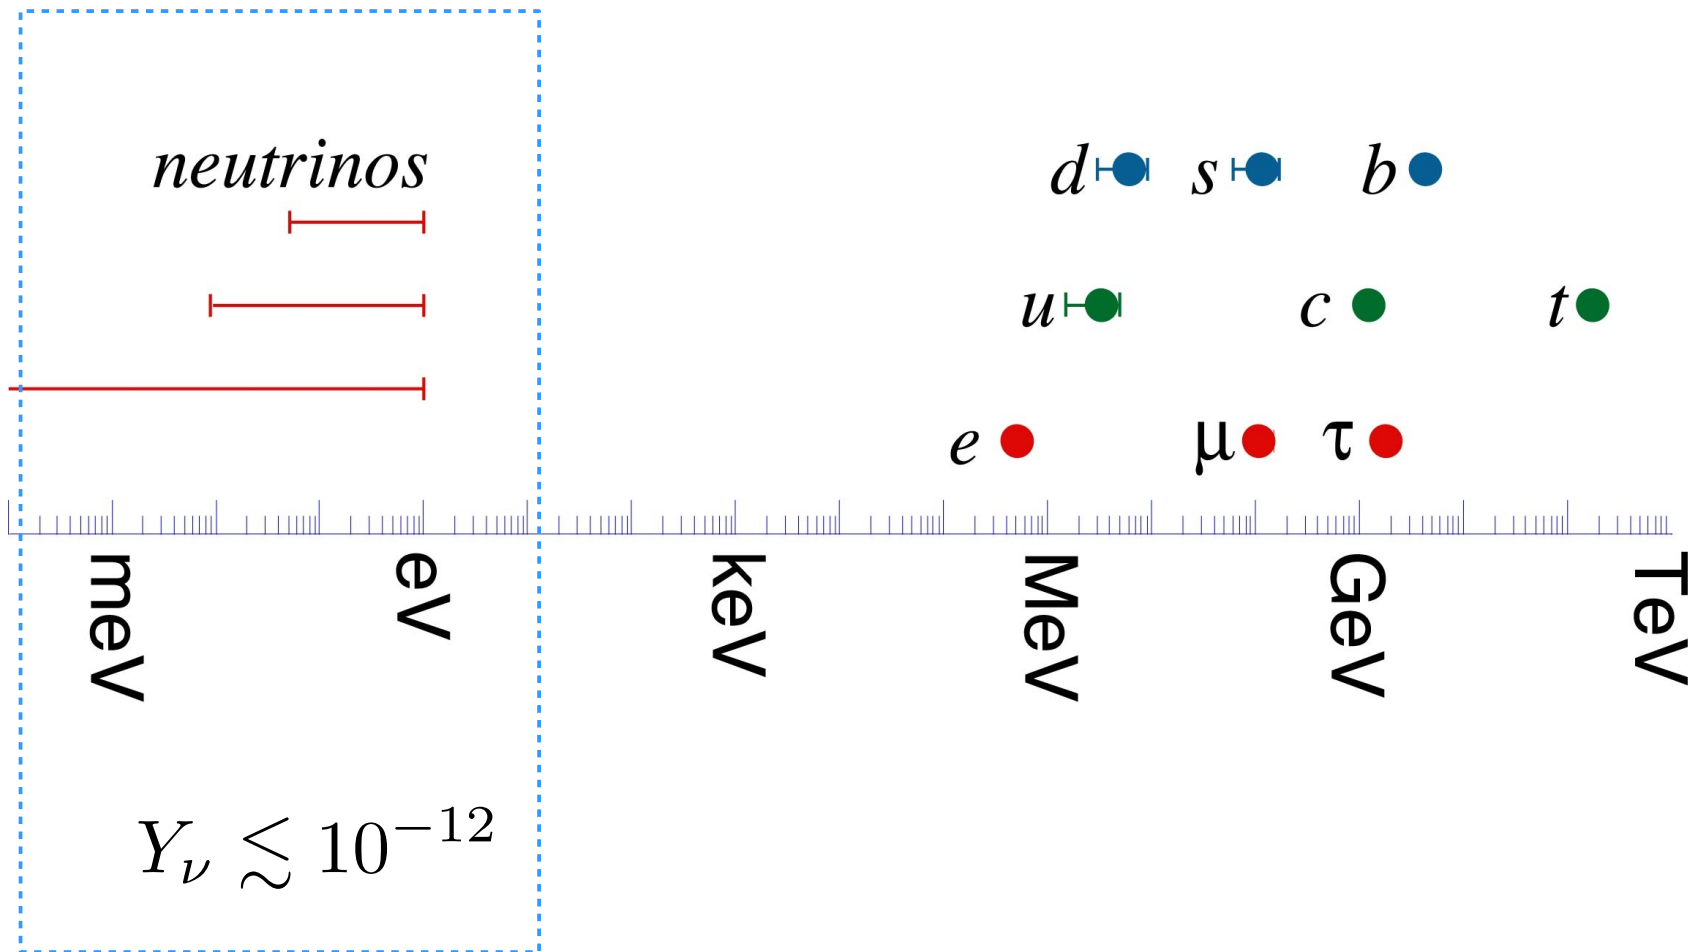 neutrinos
d s b
u c t
e μ τ
meV eV keV MeV GeV TeV
Y_ν ≲ 10^{-12}